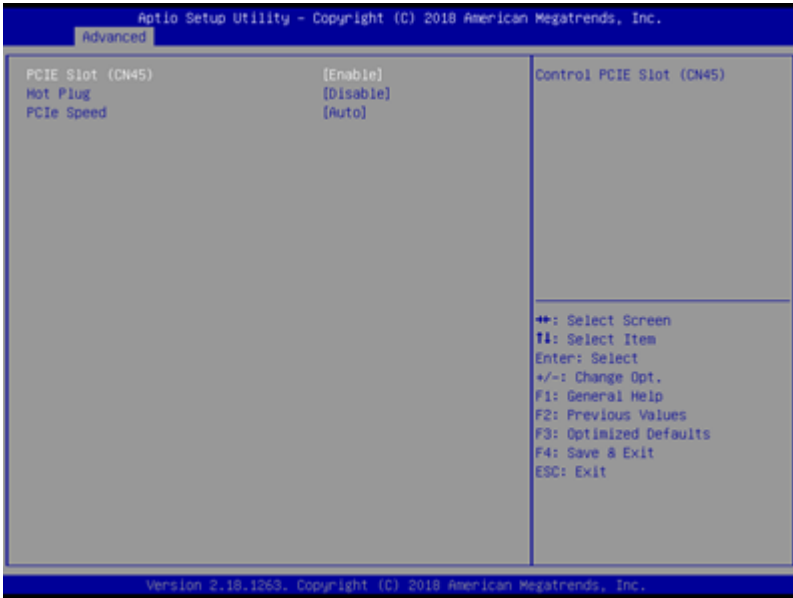 Aptio Setup Utility - Copyright (C) 2018 American Megatrends, Inc.
Advanced
PCIE Slot (CN45) [Enable]
Hot Plug [Disable]
PCIe Speed [Auto]
Control PCIE Slot (CN45)
→←: Select Screen
↑↓: Select Item
Enter: Select
+/-: Change Opt.
F1: General Help
F2: Previous Values
F3: Optimized Defaults
F4: Save & Exit
ESC: Exit
Version 2.18.1263. Copyright (C) 2018 American Megatrends, Inc.